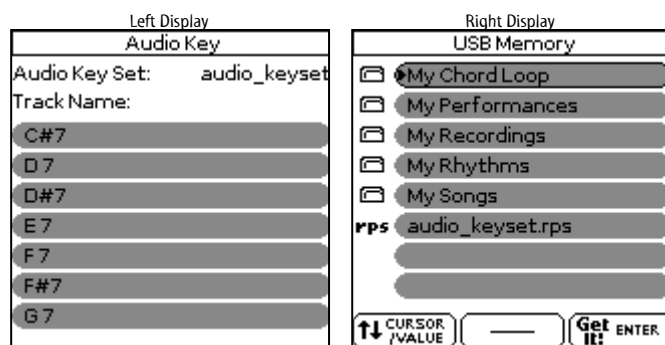 Left Display
Audio Key
Audio Key Set: audio_keyset
Track Name:
C#7
D 7
D#7
E 7
F 7
F#7
G 7
Right Display
USB Memory
My Chord Loop
My Performances
My Recordings
My Rhythms
My Songs
rps audio_keyset.rps
CURSOR /VALUE
Get it! ENTER